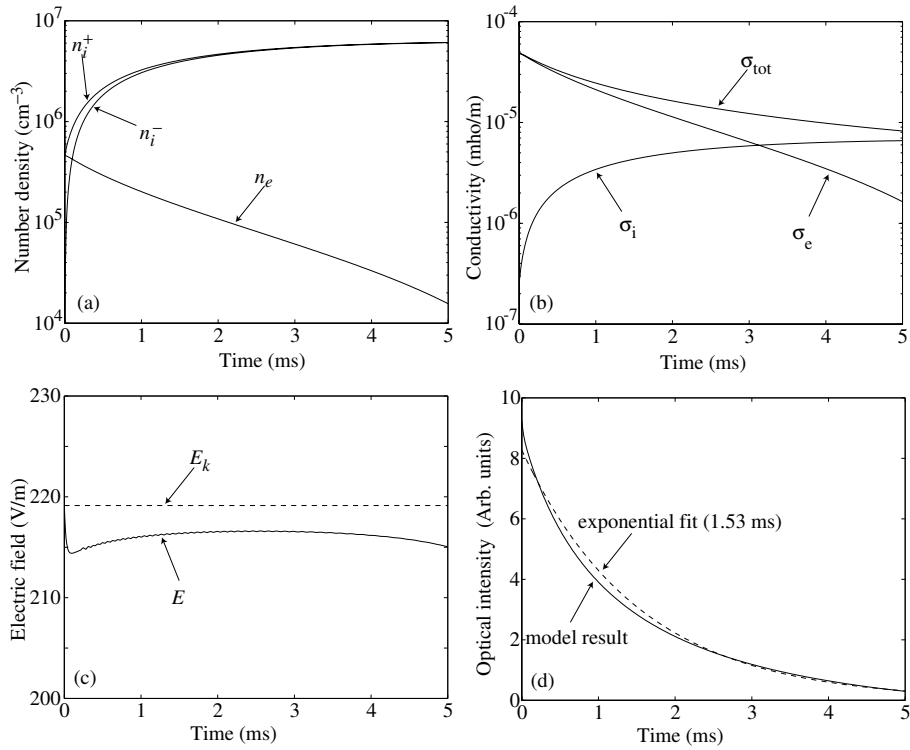 10^7
10^6
10^5
10^4
Number density (cm^{-3})
n_i^+
n_i^-
n_e
(a)
0 1 2 3 4 5
Time (ms)
10^{-4}
10^{-5}
10^{-6}
10^{-7}
Conductivity (mho/m)
σ_tot
σ_i
σ_e
(b)
0 1 2 3 4 5
Time (ms)
230
220
210
200
Electric field (V/m)
E_k
E
(c)
0 1 2 3 4 5
Time (ms)
10
8
6
4
2
0
Optical intensity (Arb. units)
exponential fit (1.53 ms)
model result
(d)
0 1 2 3 4 5
Time (ms)